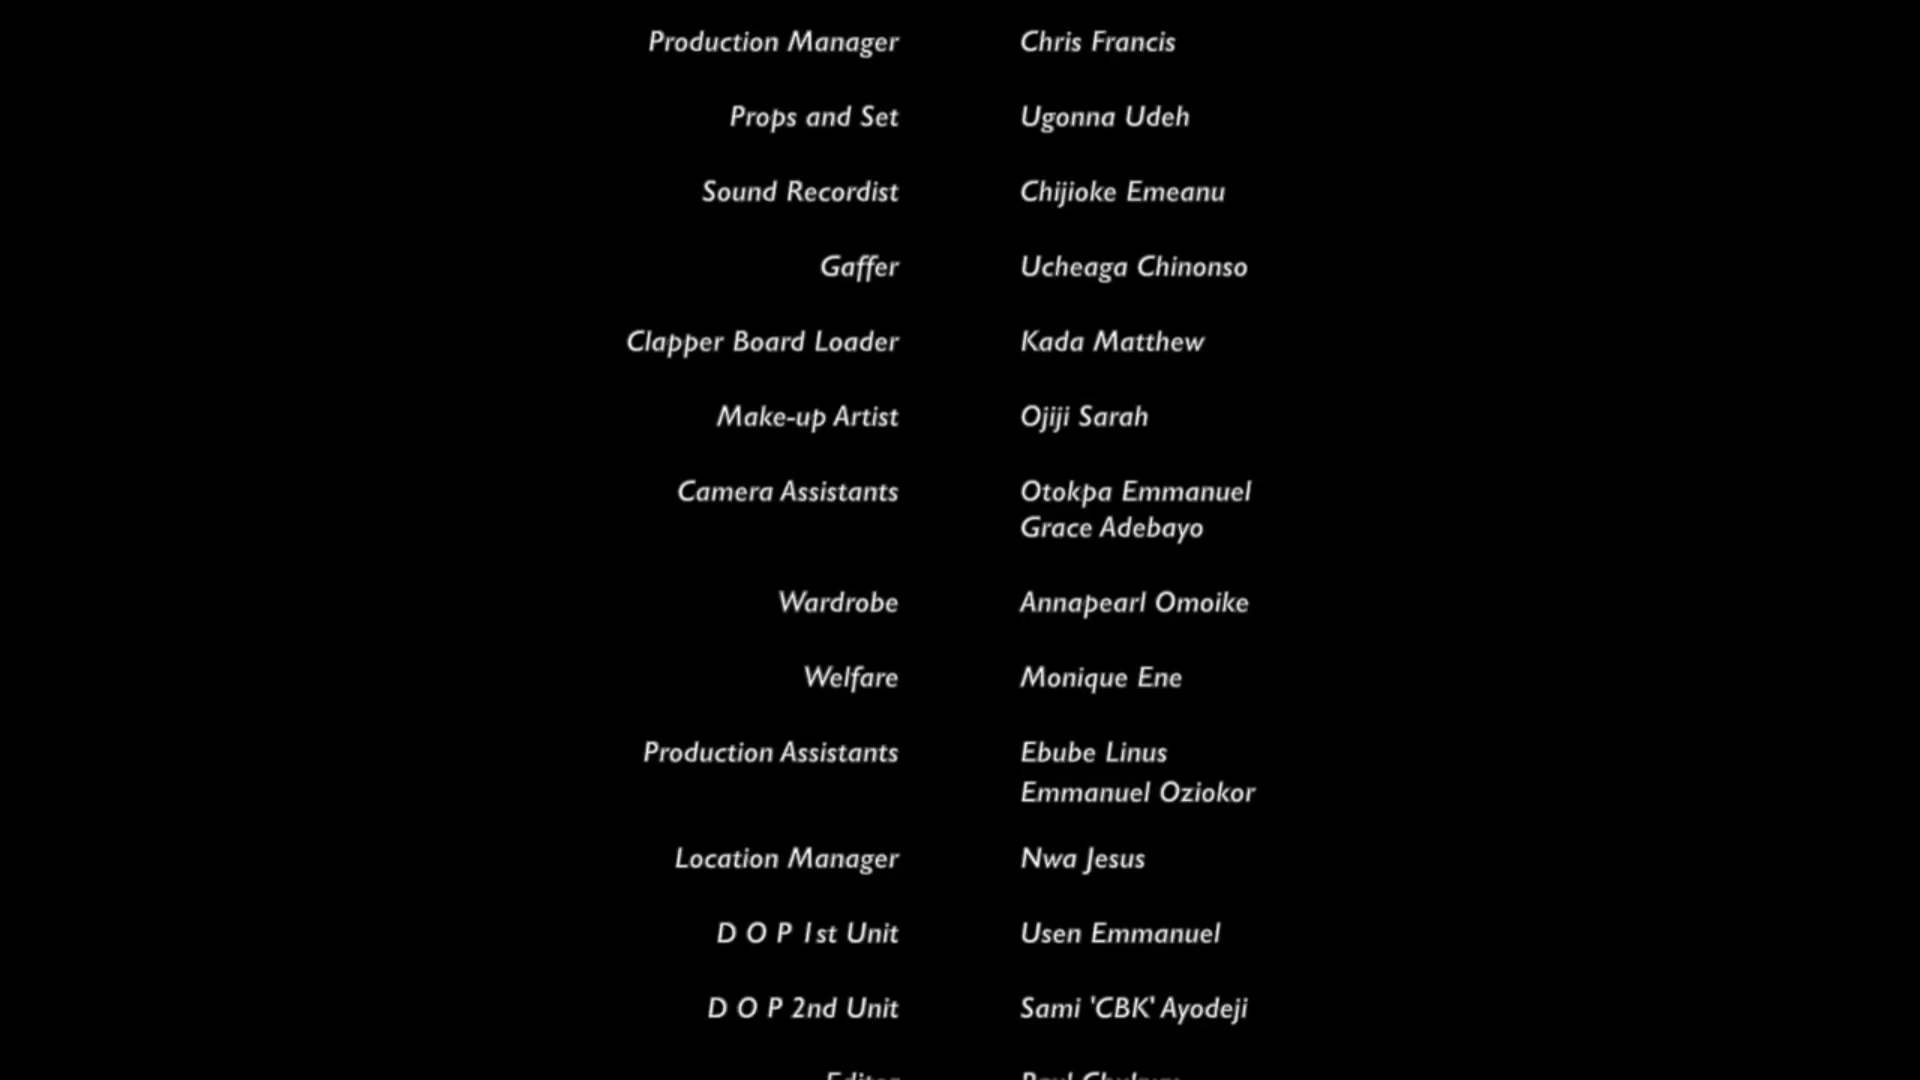 Production Manager Chris Francis
Props and Set Ugonna Udeh
Sound Recordist Chijioke Emeanu
Gaffer Ucheaga Chinonso
Clapper Board Loader Kada Matthew
Make-up Artist Ojiji Sarah
Camera Assistants Otokpa Emmanuel
Grace Adebayo
Wardrobe Annapearl Omoike
Welfare Monique Ene
Production Assistants Ebube Linus
Emmanuel Oziokor
Location Manager Nwa Jesus
D O P 1st Unit Usen Emmanuel
D O P 2nd Unit Sami 'CBK' Ayodeji
Editor Paul